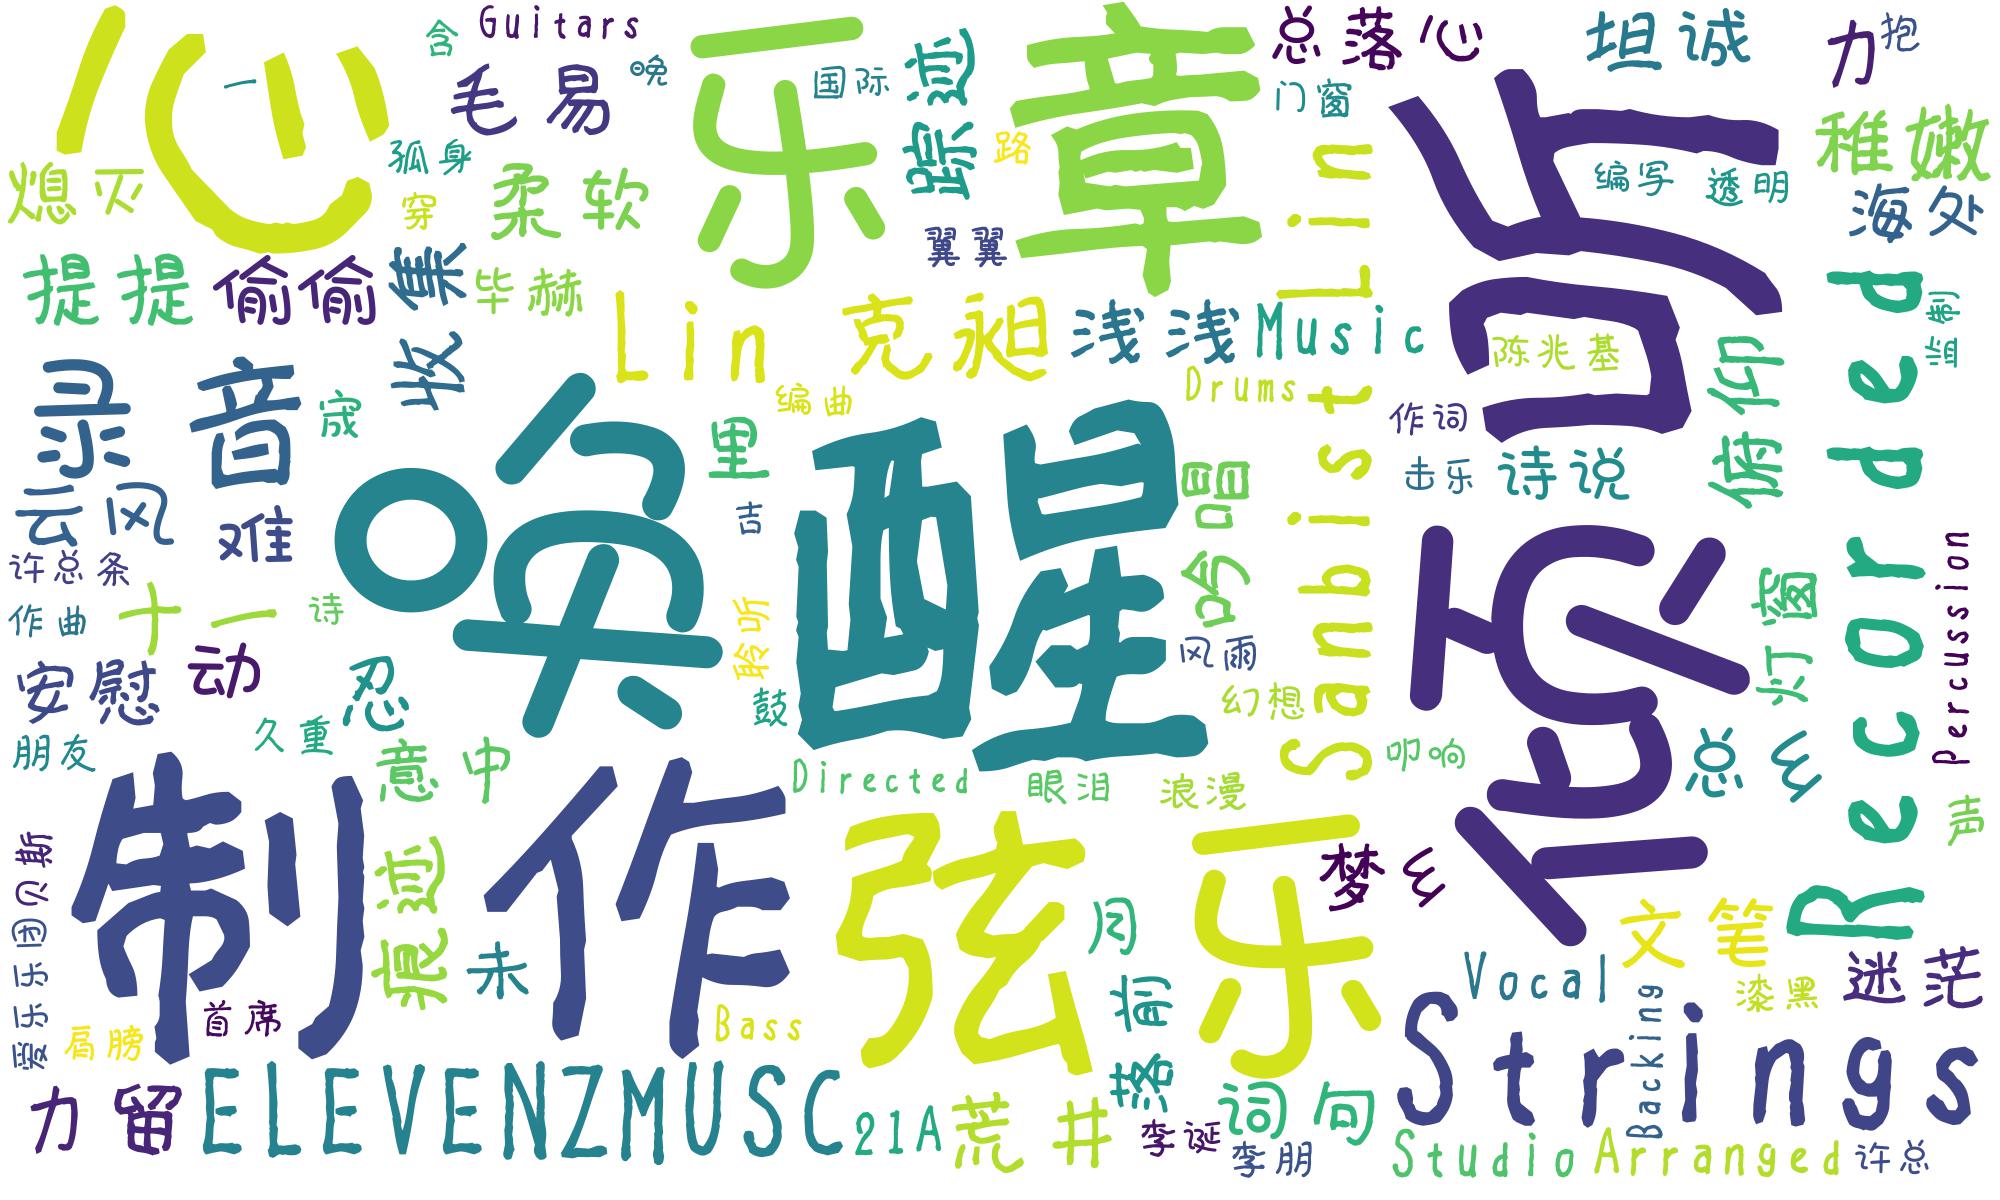 心
一
含
Guitars
毛易
晚
乐章
国际
踪迹
路
翼翼
总落心
门窗
坦诚
力
抱
稚嫩
海处
编写
透明
呼
熄灭
孤身
穿
柔软
提提
偷偷
收集
毕赫
Lin
克昶
浅浅
Music
Drums
Sanbist Lin
陈兆基
俯仰
Recorded
监制
录音
宬
编曲
里
吉
作词
击乐
诗说
唤醒
吟唱
云风
难
许总条
作曲
十一
诗
聆听
鼓
风雨
幻想
灯窗
Percussion
安慰
动
忍
久重
朋友
意中
Directed
眼泪
浪漫
叩响
总
乡
声
制作
痕迹
未
弦乐
月
梦乡
文笔
爱乐乐团
贝斯
首席
肩膀
Bass
前
落
Vocal
Backing
漆黑
迷茫
Strings
力留
ELEVENZMUSC
21A
荒井
李诞
词句
李朋
Studio
Arranged
许总